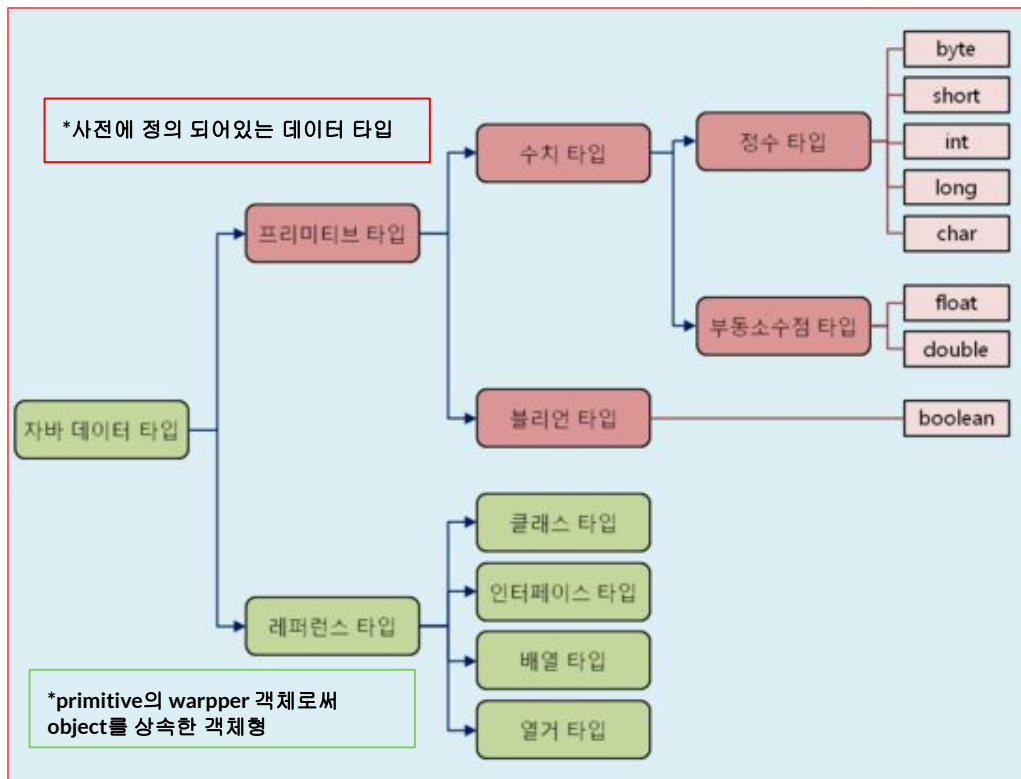 *사전에 정의 되어있는 데이터 타입
byte
short
수치 타입
정수 타입
int
long
프리미티브 타입
char
float
부동소수점 타입
double
자바 데이터 타입
블리언 타입
boolean
클래스 타입
인터페이스 타입
레퍼런스 타입
배열 타입
*primitive의 warpper 객체로써
object를 상속한 객체형
열거 타입